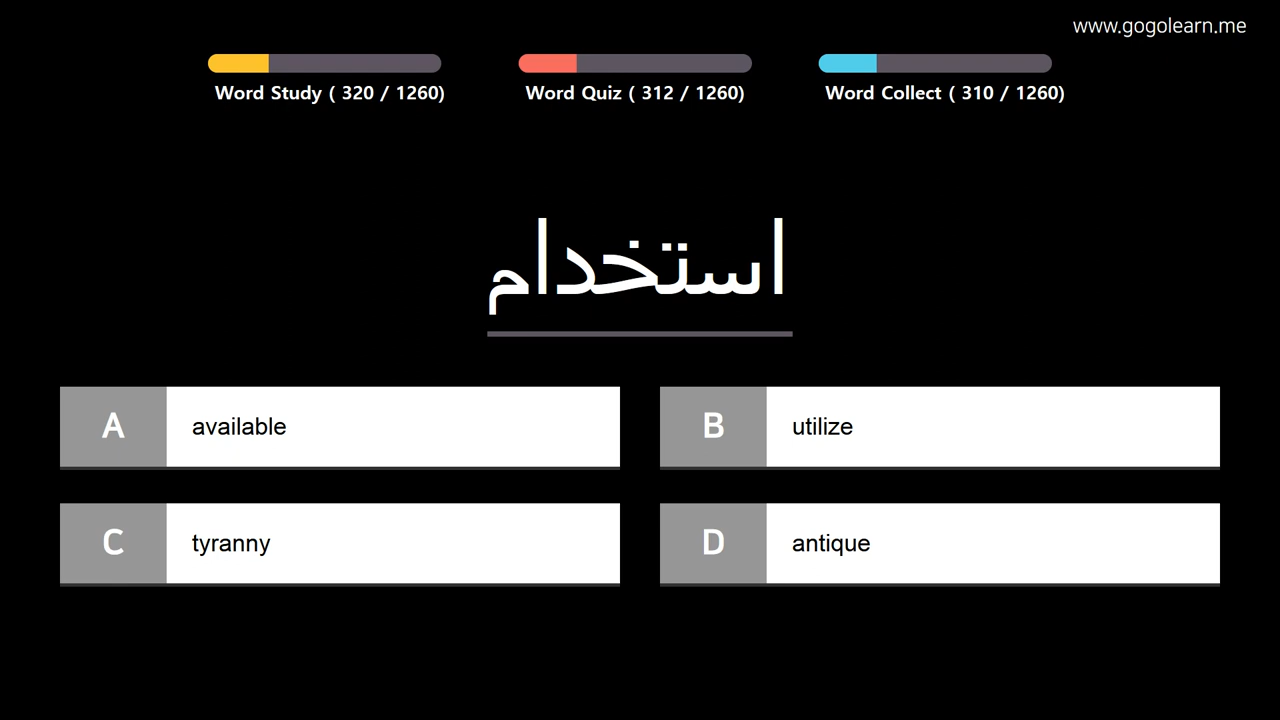 www.gogolearn.me
Word Study ( 320 / 1260)
Word Quiz ( 312 / 1260)
Word Collect ( 310 / 1260)
استخدام
A available
B utilize
C tyranny
D antique